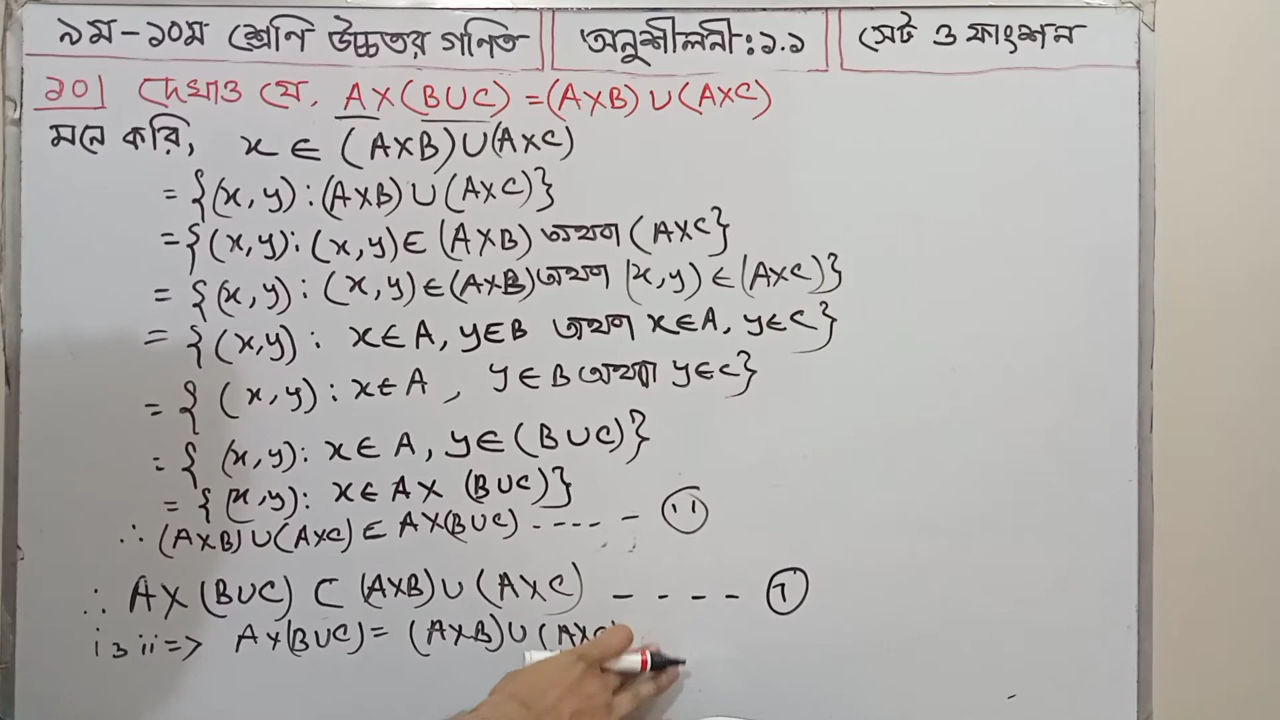 ৯ম-১০ম শ্রেণি উচ্চতর গণিত অনুশীলনী: ১.১ সেট ও ফাংশন
১০| দেখাও যে, A×(B∪C) =(A×B) ∪(A×C)
মনে করি, x ∈ (A×B)∪(A×C)
= {(x, y) : (A×B) ∪ (A×C)}
= {(x,y): (x,y)∈ (A×B) অথবা (A×C}
= {(x,y) : (x,y)∈(A×B)অথবা (x,y) ∈(A×C)}
= {(x,y) : x∈A, y∈B অথবা x∈A, y∈C}
= { (x,y) : x∈A , y∈B অথবা y∈C}
= { (x,y): x∈A, y∈(B∪C)}
= {(x,y): x∈A× (B∪C)}
∴ (A×B)∪(A×C)∈ A×(B∪C) ----- - ii
∴ A×(B∪C) ⊂ (A×B)∪(A×C) ---- i
i ও ii=> A×(B∪C)= (A×B)∪(A×C